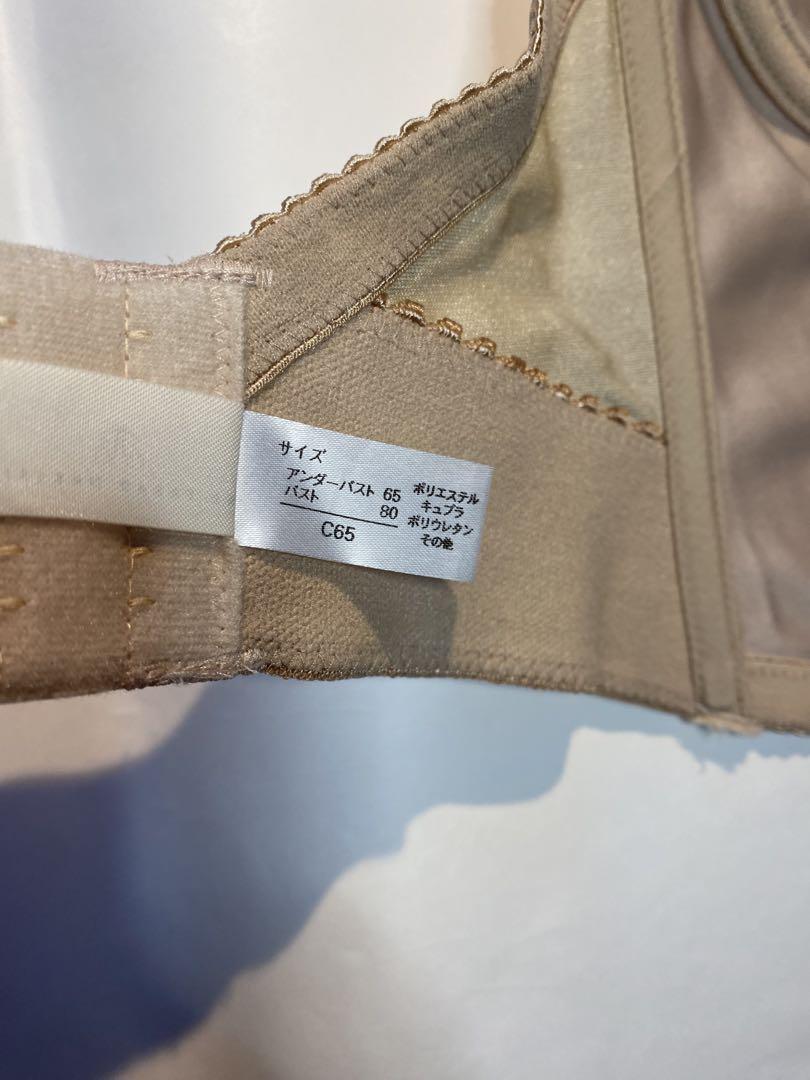 サイズ
アンダーバスト 65
バスト 80
C65
ポリエステル
キュプラ
ポリウレタン
その他